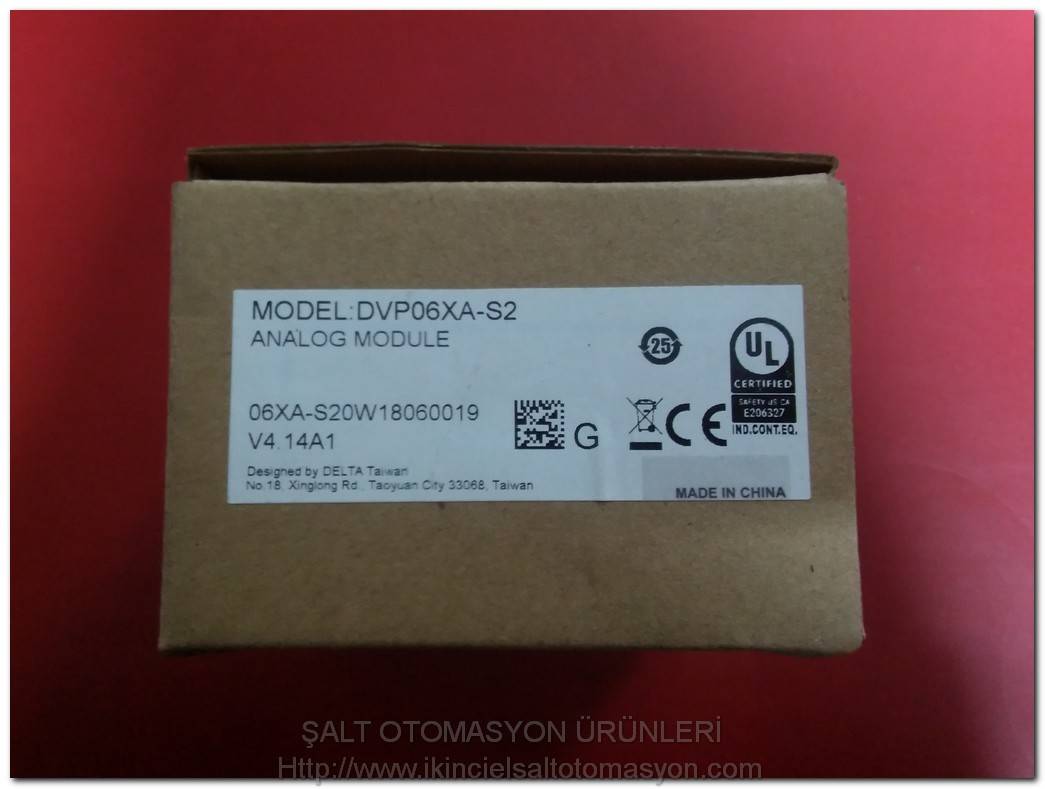 MODEL:DVP06XA-S2
ANALOG MODULE
25
UL
CERTIFIED
SAFETY US CA
E206327
IND.CONT.EQ.
06XA-S20W18060019
V4.14A1
G
CE
Designed by DELTA Taiwan
No 18, Xinglong Rd., Taoyuan City 33068, Taiwan
MADE IN CHINA
ŞALT OTOMASYON ÜRÜNLERİ
Http://www.ikincielsaltotomasyon.com